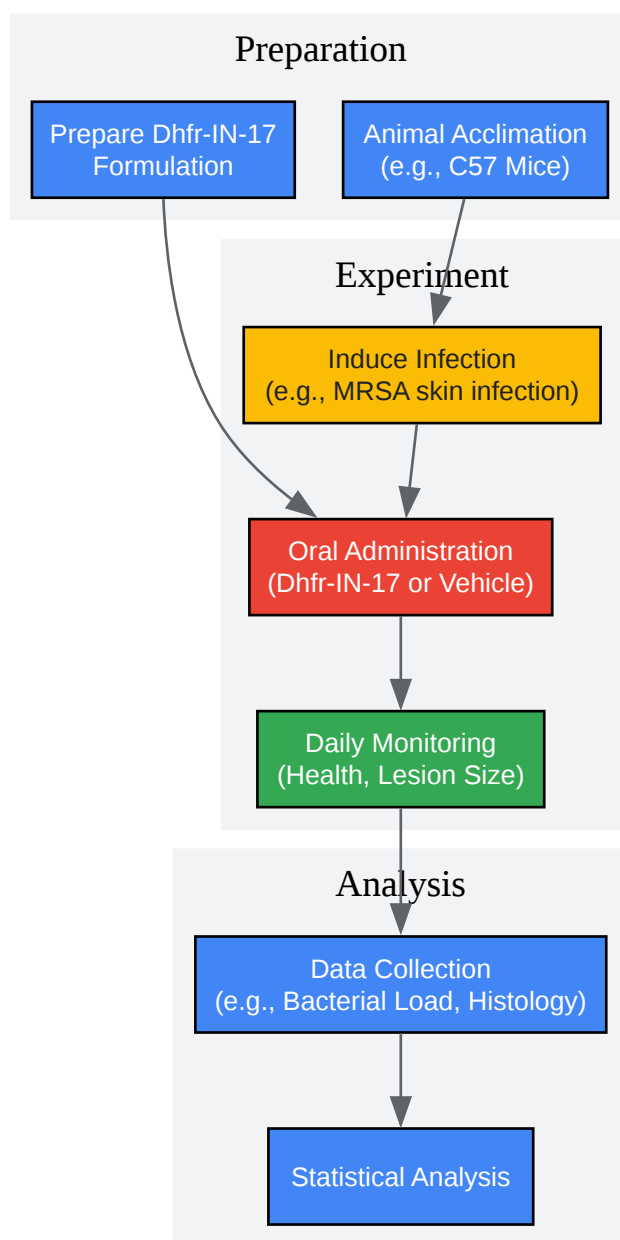 Preparation
Prepare Dhfr-IN-17
Formulation
Animal Acclimation
(e.g., C57 Mice)
Experiment
Induce Infection
(e.g., MRSA skin infection)
Oral Administration
(Dhfr-IN-17 or Vehicle)
Daily Monitoring
(Health, Lesion Size)
Analysis
Data Collection
(e.g., Bacterial Load, Histology)
Statistical Analysis